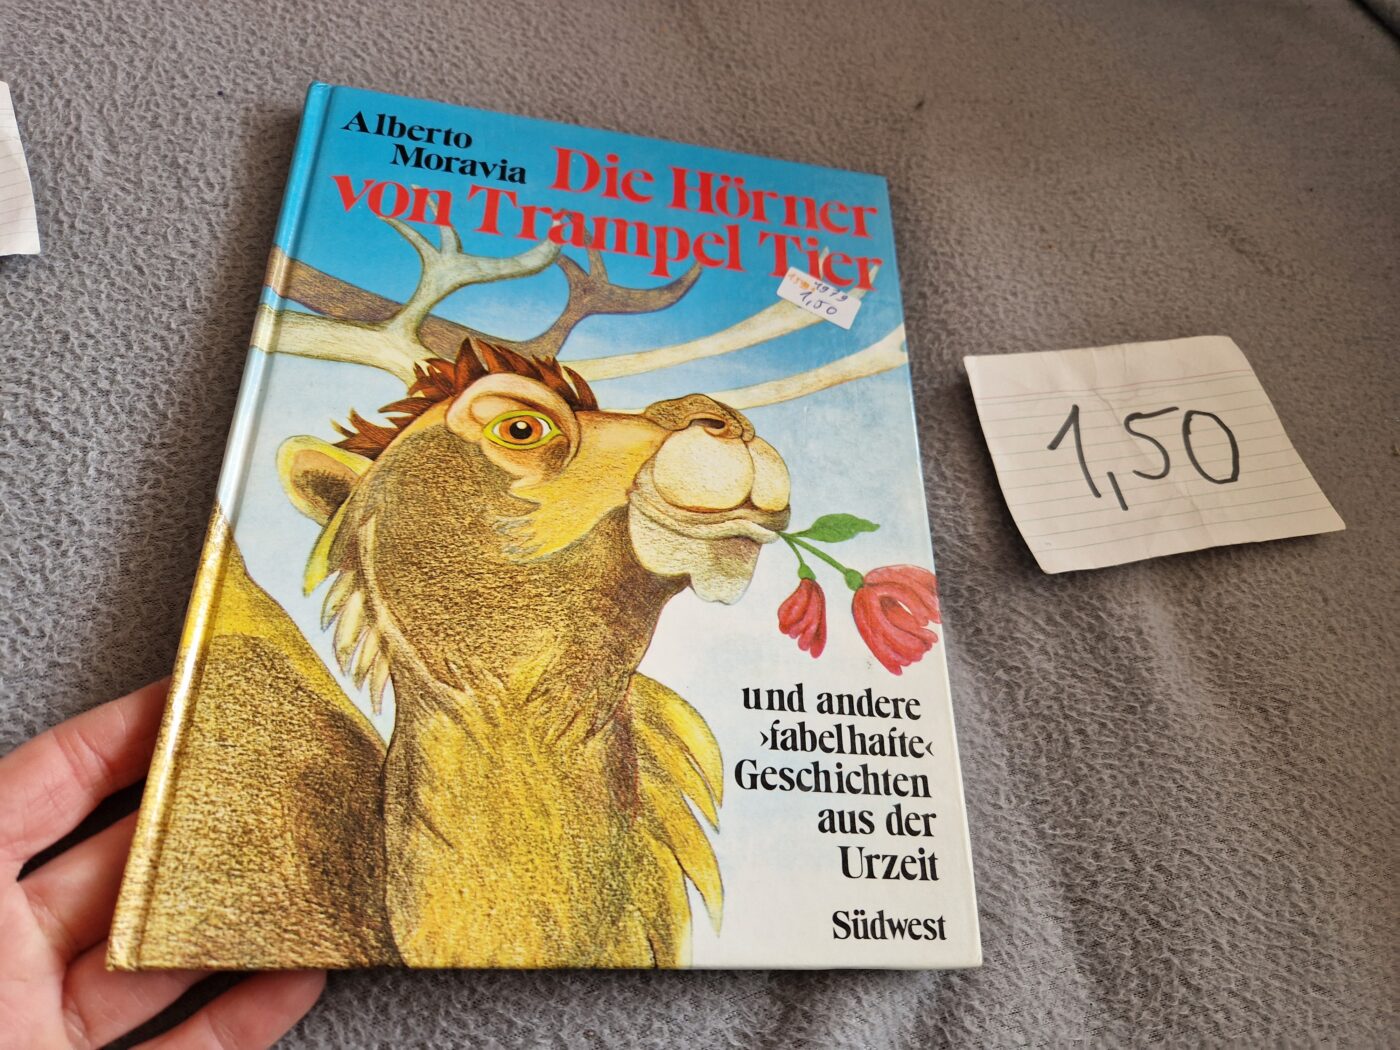 Alberto
Moravia
Die Hörner
von Trampel Tier
1979
1,50
und andere
›fabelhafte‹
Geschichten
aus der
Urzeit
Südwest
1,50